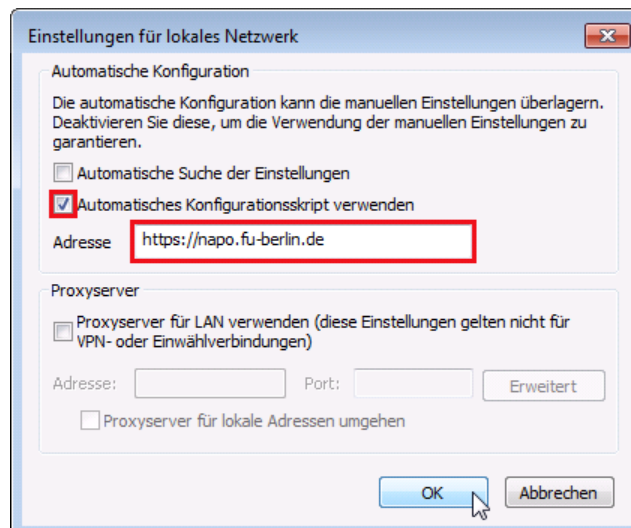 Einstellungen für lokales Netzwerk
Automatische Konfiguration
Die automatische Konfiguration kann die manuellen Einstellungen überlagern.
Deaktivieren Sie diese, um die Verwendung der manuellen Einstellungen zu
garantieren.
Automatische Suche der Einstellungen
Automatisches Konfigurationsskript verwenden
Adresse https://napo.fu-berlin.de
Proxyserver
Proxyserver für LAN verwenden (diese Einstellungen gelten nicht für
VPN- oder Einwählverbindungen)
Adresse: Port: Erweitert
Proxyserver für lokale Adressen umgehen
OK Abbrechen